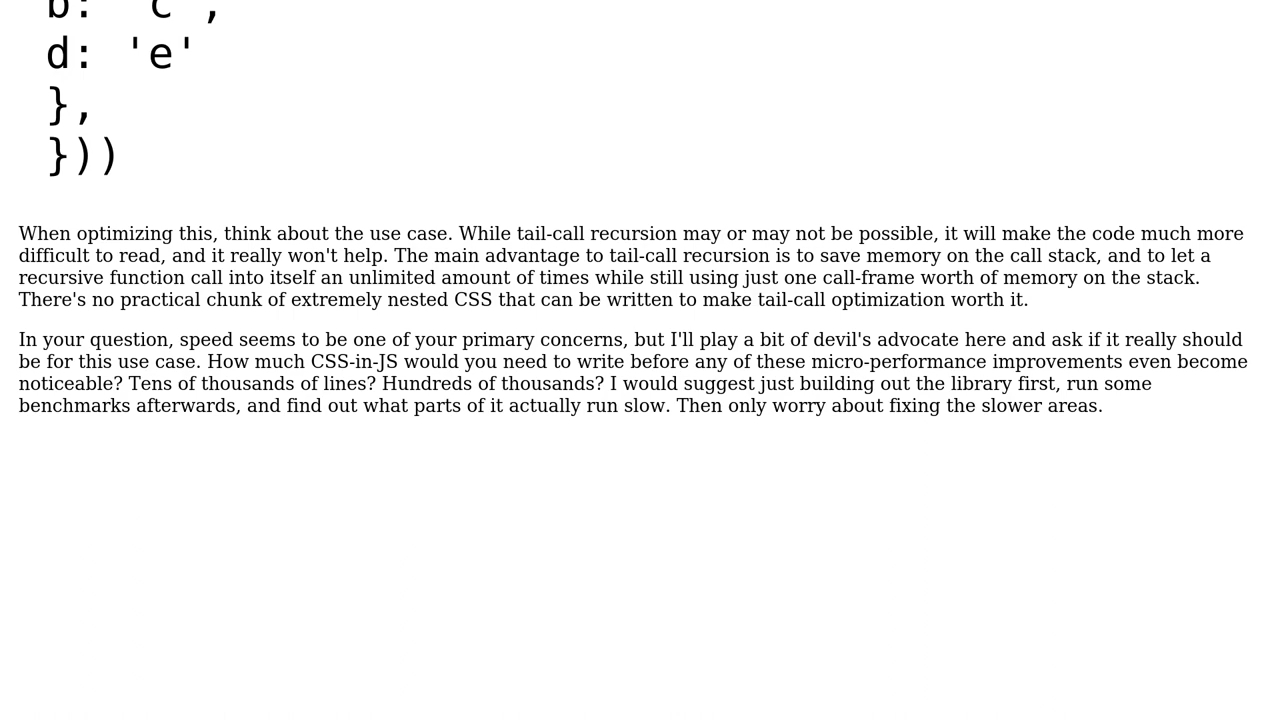 b: 'c',
d: 'e'
},
}))
When optimizing this, think about the use case. While tail-call recursion may or may not be possible, it will make the code much more
difficult to read, and it really won't help. The main advantage to tail-call recursion is to save memory on the call stack, and to let a
recursive function call into itself an unlimited amount of times while still using just one call-frame worth of memory on the stack.
There's no practical chunk of extremely nested CSS that can be written to make tail-call optimization worth it.
In your question, speed seems to be one of your primary concerns, but I'll play a bit of devil's advocate here and ask if it really should
be for this use case. How much CSS-in-JS would you need to write before any of these micro-performance improvements even become
noticeable? Tens of thousands of lines? Hundreds of thousands? I would suggest just building out the library first, run some
benchmarks afterwards, and find out what parts of it actually run slow. Then only worry about fixing the slower areas.